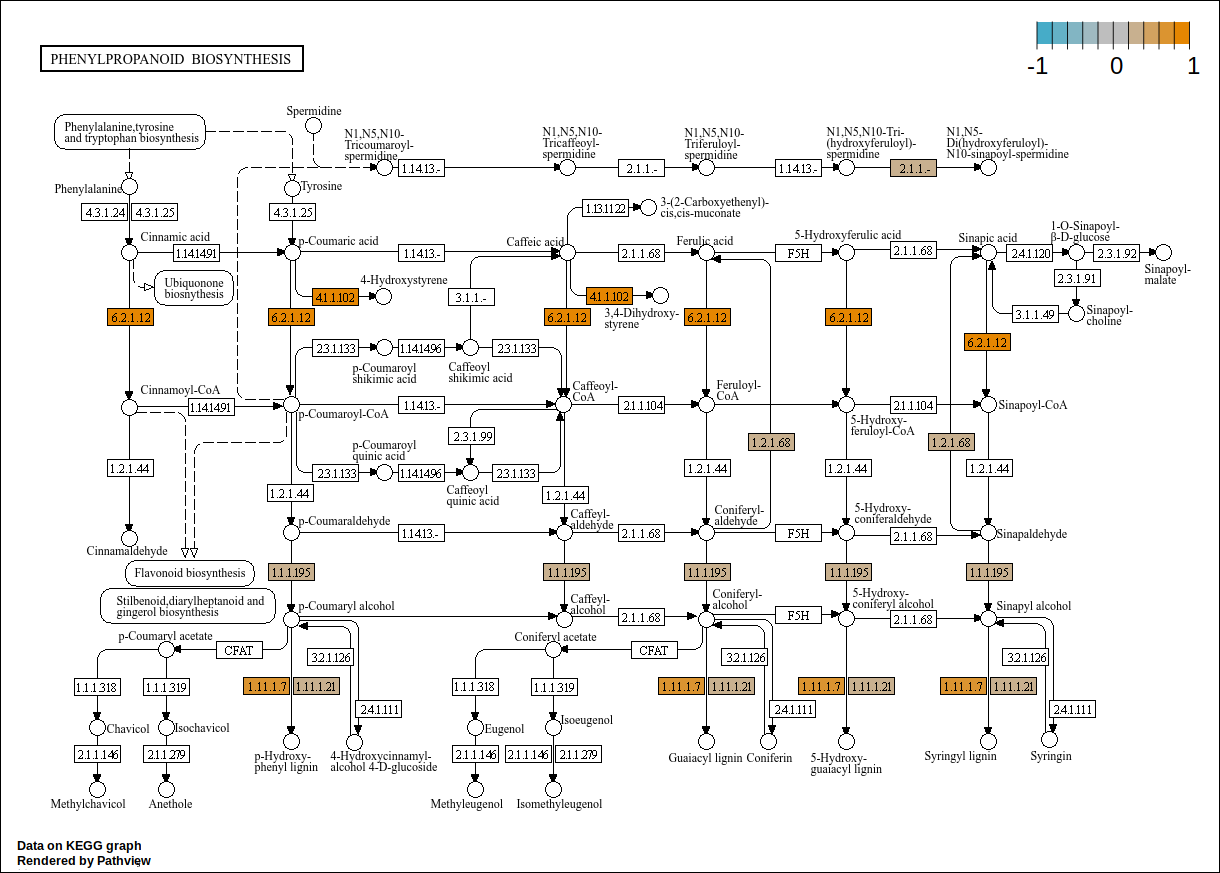 -1 0 1
PHENYLPROPANOID BIOSYNTHESIS
Phenylalanine,tyrosine
and tryptophan biosynthesis
Spermidine
N1,N5,N10-
Tricoumaroyl-
spermidine
1.14.13.-
N1,N5,N10-
Tricaffeoyl-
spermidine
2.1.1.-
N1,N5,N10-
Triferuloyl-
spermidine
1.14.13.-
N1,N5,N10-Tri-
(hydroxyferuloyl)-
spermidine
2.1.1.-
N1,N5-
Di(hydroxyferuloyl)-
N10-sinapoyl-spermidine
Phenylalanine
Tyrosine
4.3.1.24 4.3.1.25 4.3.1.25
1.13.11.22
3-(2-Carboxyethenyl)-
cis,cis-muconate
Cinnamic acid
1.14.14.91
p-Coumaric acid
1.14.13.-
Caffeic acid
2.1.1.68
Ferulic acid
F5H
5-Hydroxyferulic acid
2.1.1.68
Sinapic acid
2.4.1.120
1-O-Sinapoyl-
β-D-glucose
2.3.1.92
Sinapoyl-
malate
2.3.1.91
Ubiquonone
biosnythesis
4.1.1.102
4-Hydroxystyrene
3.1.1.-
4.1.1.102
3,4-Dihydroxy-
styrene
3.1.1.49
Sinapoyl-
choline
6.2.1.12 6.2.1.12 6.2.1.12 6.2.1.12 6.2.1.12
6.2.1.12
2.3.1.133
p-Coumaroyl
shikimic acid
1.14.14.96
Caffeoyl
shikimic acid
2.3.1.133
Cinnamoyl-CoA
1.14.14.91
p-Coumaroyl-CoA
1.14.13.-
Caffeoyl-
CoA
2.1.1.104
Feruloyl-
CoA
5-Hydroxy-
feruloyl-CoA
2.1.1.104
Sinapoyl-CoA
2.3.1.99
1.2.1.68 1.2.1.68
2.3.1.133
p-Coumaroyl
quinic acid
1.14.14.96
Caffeoyl
quinic acid
2.3.1.133
1.2.1.44 1.2.1.44 1.2.1.44 1.2.1.44
1.2.1.44 1.2.1.44
Cinnamaldehyde
p-Coumaraldehyde
1.14.13.-
Caffeyl-
aldehyde
2.1.1.68
Coniferyl-
aldehyde
F5H
5-Hydroxy-
coniferaldehyde
2.1.1.68
Sinapaldehyde
Flavonoid biosynthesis
1.1.1.195 1.1.1.195 1.1.1.195 1.1.1.195 1.1.1.195
Stilbenoid,diarylheptanoid and
gingerol biosynthesis
p-Coumaryl alcohol
Caffeyl-
alcohol
2.1.1.68
Coniferyl-
alcohol
F5H
5-Hydroxy-
coniferyl alcohol
2.1.1.68
Sinapyl alcohol
p-Coumaryl acetate
CFAT
Coniferyl acetate
CFAT
3.2.1.126 3.2.1.126 3.2.1.126
1.1.1.318 1.1.1.319 1.11.1.7 1.11.1.21 1.1.1.318 1.1.1.319 1.11.1.7 1.11.1.21 1.11.1.7 1.11.1.21 1.11.1.7 1.11.1.21
2.4.1.111 2.4.1.111 2.4.1.111
Chavicol
Isochavicol
Eugenol
Isoeugenol
2.1.1.146 2.1.1.279 2.1.1.146 2.1.1.146 2.1.1.279
p-Hydroxy-
phenyl lignin
4-Hydroxycinnamyl-
alcohol 4-D-glucoside
Guaiacyl lignin
Coniferin
5-Hydroxy-
guaiacyl lignin
Syringyl lignin
Syringin
Methylchavicol
Anethole
Methyleugenol
Isomethyleugenol
Data on KEGG graph
Rendered by Pathview